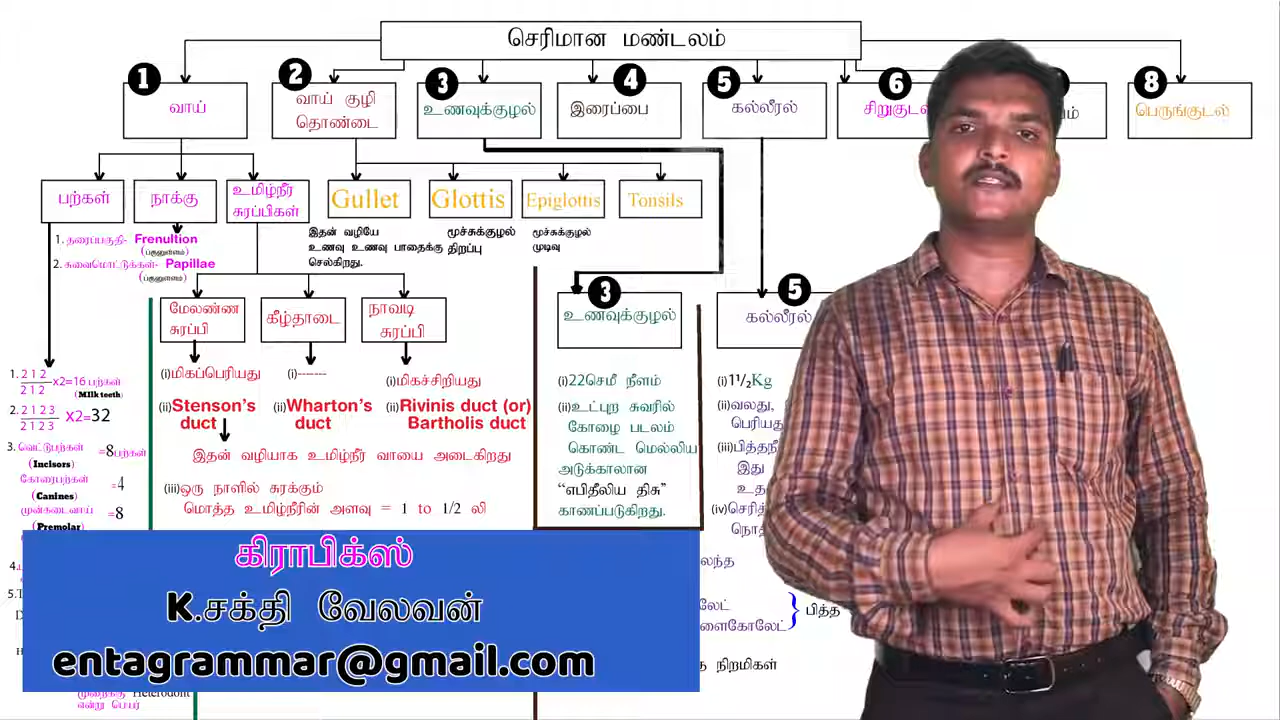 செரிமான மண்டலம்
1
வாய்
2
வாய் குழி
தொண்டை
3
உணவுக்குழல்
4
இரைப்பை
5
கல்லீரல்
6
சிறுகுடல்
8
பெருங்குடல்
பற்கள்
நாக்கு
உமிழ்நீர்
சுரப்பிகள்
Gullet
Glottis
Epiglottis
Tonsils
1. தரைப்பகுதி- Frenultion
2. சுவைமொட்டுக்கள்- Papillae
இதன் வழியே
உணவு உணவு பாதைக்கு
செல்கிறது.
மூச்சுக்குழல்
திறப்பு
மூச்சுக்குழல்
முடிவு
மேலண்ண
சுரப்பி
கீழ்தாடை
நாவடி
சுரப்பி
(i)மிகப்பெரியது
(ii)Stenson's
duct
(i)-------
(ii)Wharton's
duct
(i)மிகச்சிறியது
(ii)Rivinis duct (or)
Bartholis duct
இதன் வழியாக உமிழ்நீர் வாயை அடைகிறது
(iii)ஒரு நாளில் சுரக்கும்
மொத்த உமிழ்நீரின் அளவு = 1 to 1/2 லி
1. 2 1 2
2 1 2 x2=16 பற்கள்
(Milk teeth)
2. 2 1 2 3
2 1 2 3 X2=32
3. வெட்டுபற்கள் =8பற்கள்
(Incisors)
கோரைபற்கள் =4
(Canines)
முன்கடைவாய் =8
(Premolar)
3
உணவுக்குழல்
(i)22செமீ நீளம்
(ii)உட்புற சுவரில்
கோழை படலம்
கொண்ட மெல்லிய
அடுக்காலான
“எபிதீலிய திசு”
காணப்படுகிறது.
5
கல்லீரல்
(i)1½Kg
(ii)வலது,
பெரியது
(iii)பித்தநீ
இது
உத
(iv)செரித்
நொதி
லந்த
லேட்
ளைகோலேட் } பித்த
த நிறமிகள்
கிராபிக்ஸ்
K.சக்தி வேலவன்
entagrammar@gmail.com
முறைக்கு Heterodont
என்று பெயர்